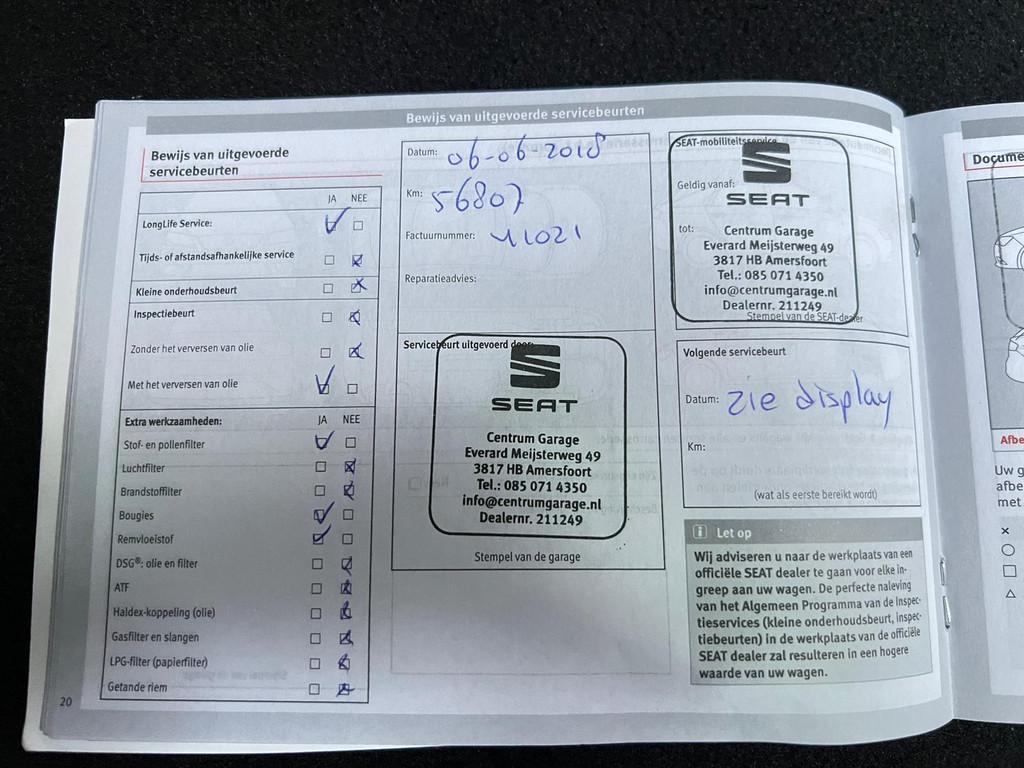 Bewijs van uitgevoerde servicebeurten
Bewijs van uitgevoerde
servicebeurten
JA NEE
LongLife Service:
Tijds- of afstandsafhankelijke service
Kleine onderhoudsbeurt
Inspectiebeurt
Zonder het verversen van olie
Met het verversen van olie
Extra werkzaamheden: JA NEE
Stof- en pollenfilter
Luchtfilter
Brandstoffilter
Bougies
Remvloeistof
DSG®: olie en filter
ATF
Haldex-koppeling (olie)
Gasfilter en slangen
LPG-filter (papierfilter)
Getande riem
20
Datum: 06-06-2018
Km: 56807
Factuurnummer: 41021
Reparatieadvies:
Servicebeurt uitgevoerd door:
SEAT
Centrum Garage
Everard Meijsterweg 49
3817 HB Amersfoort
Tel.: 085 071 4350
info@centrumgarage.nl
Dealernr. 211249
Stempel van de garage
SEAT-mobiliteitsservice
Geldig vanaf:
SEAT
tot:
Centrum Garage
Everard Meijsterweg 49
3817 HB Amersfoort
Tel.: 085 071 4350
info@centrumgarage.nl
Dealernr. 211249
Stempel van de SEAT-dealer
Volgende servicebeurt
Datum: zie display
Km:
(wat als eerste bereikt wordt)
i Let op
Wij adviseren u naar de werkplaats van een
officiële SEAT dealer te gaan voor elke in-
greep aan uw wagen. De perfecte naleving
van het Algemeen Programma van de Inspec-
tieservices (kleine onderhoudsbeurt, inspec-
tiebeurten) in de werkplaats van de officiële
SEAT dealer zal resulteren in een hogere
waarde van uw wagen.
Docume
Afbe
Uw g
afbe
met